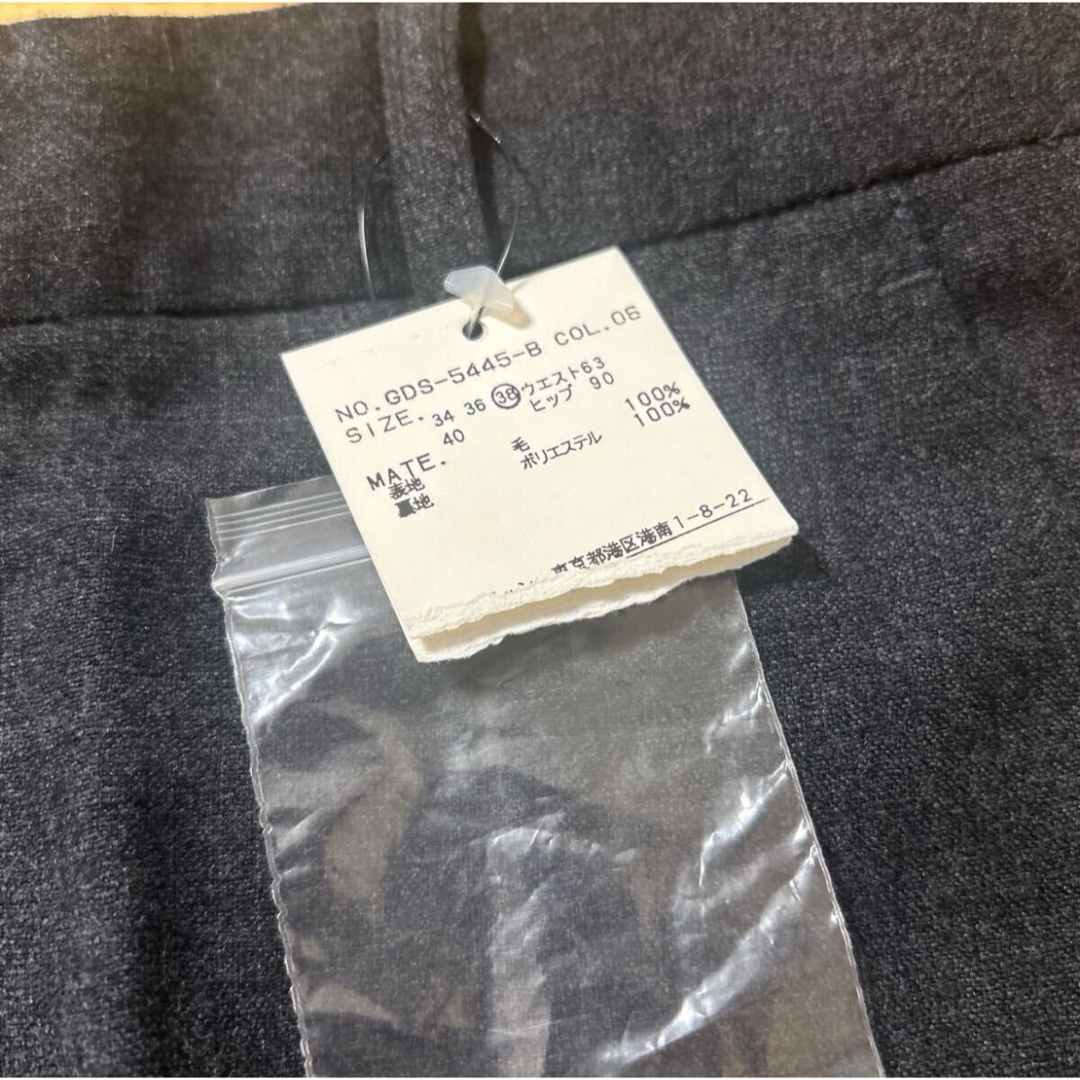 NO.GDS-5445-B COL.06
SIZE. 34 36 38 ウエスト63
40 ヒップ 90
MATE.
表地 毛 100%
裏地 ポリエステル 100%
東京都港区港南1-8-22